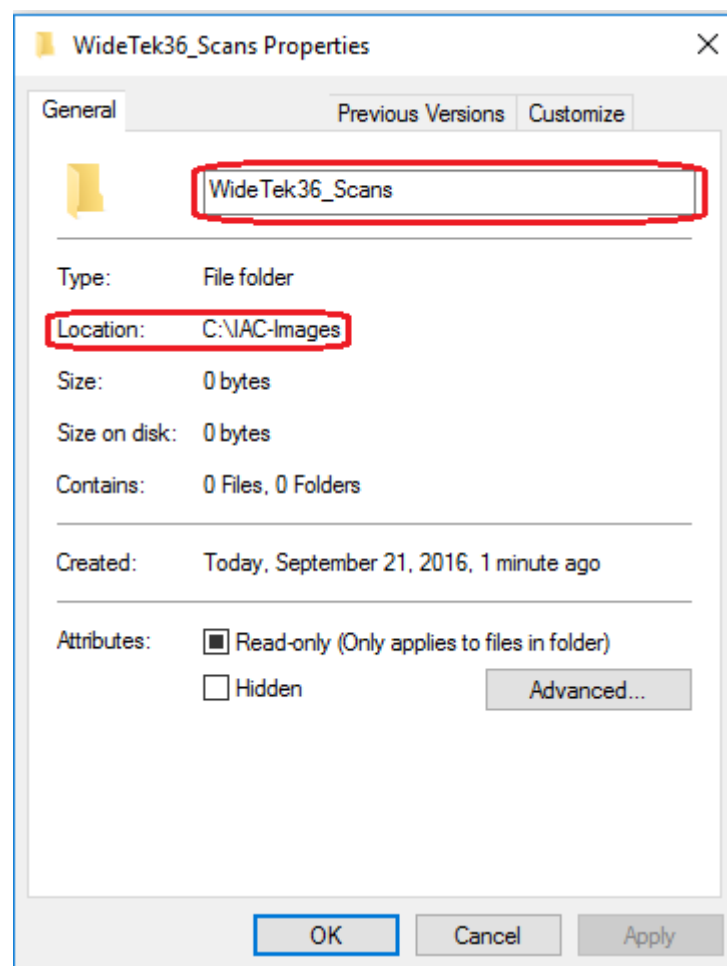 WideTek36_Scans Properties
General Previous Versions Customize
WideTek36_Scans
Type: File folder
Location: C:\IAC-Images
Size: 0 bytes
Size on disk: 0 bytes
Contains: 0 Files, 0 Folders
Created: Today, September 21, 2016, 1 minute ago
Attributes: Read-only (Only applies to files in folder)
Hidden Advanced...
OK Cancel Apply